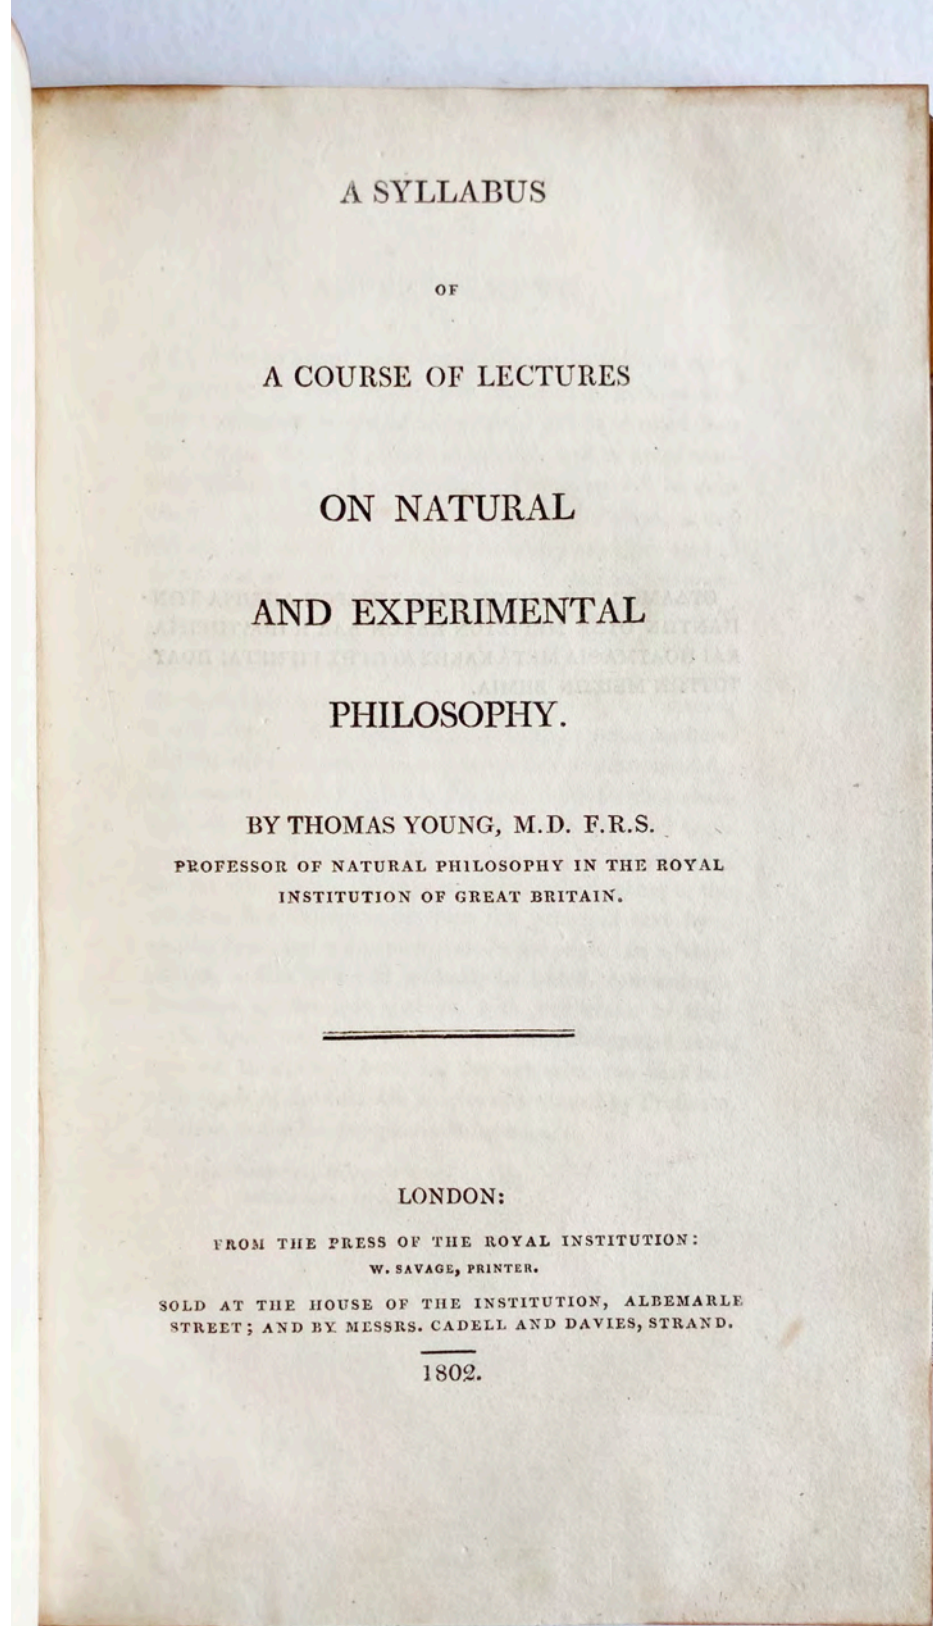 A SYLLABUS
OF
A COURSE OF LECTURES
ON NATURAL
AND EXPERIMENTAL
PHILOSOPHY.
BY THOMAS YOUNG, M.D. F.R.S.
PROFESSOR OF NATURAL PHILOSOPHY IN THE ROYAL
INSTITUTION OF GREAT BRITAIN.
LONDON:
FROM THE PRESS OF THE ROYAL INSTITUTION:
W. SAVAGE, PRINTER.
SOLD AT THE HOUSE OF THE INSTITUTION, ALBEMARLE
STREET; AND BY MESSRS. CADELL AND DAVIES, STRAND.
1802.